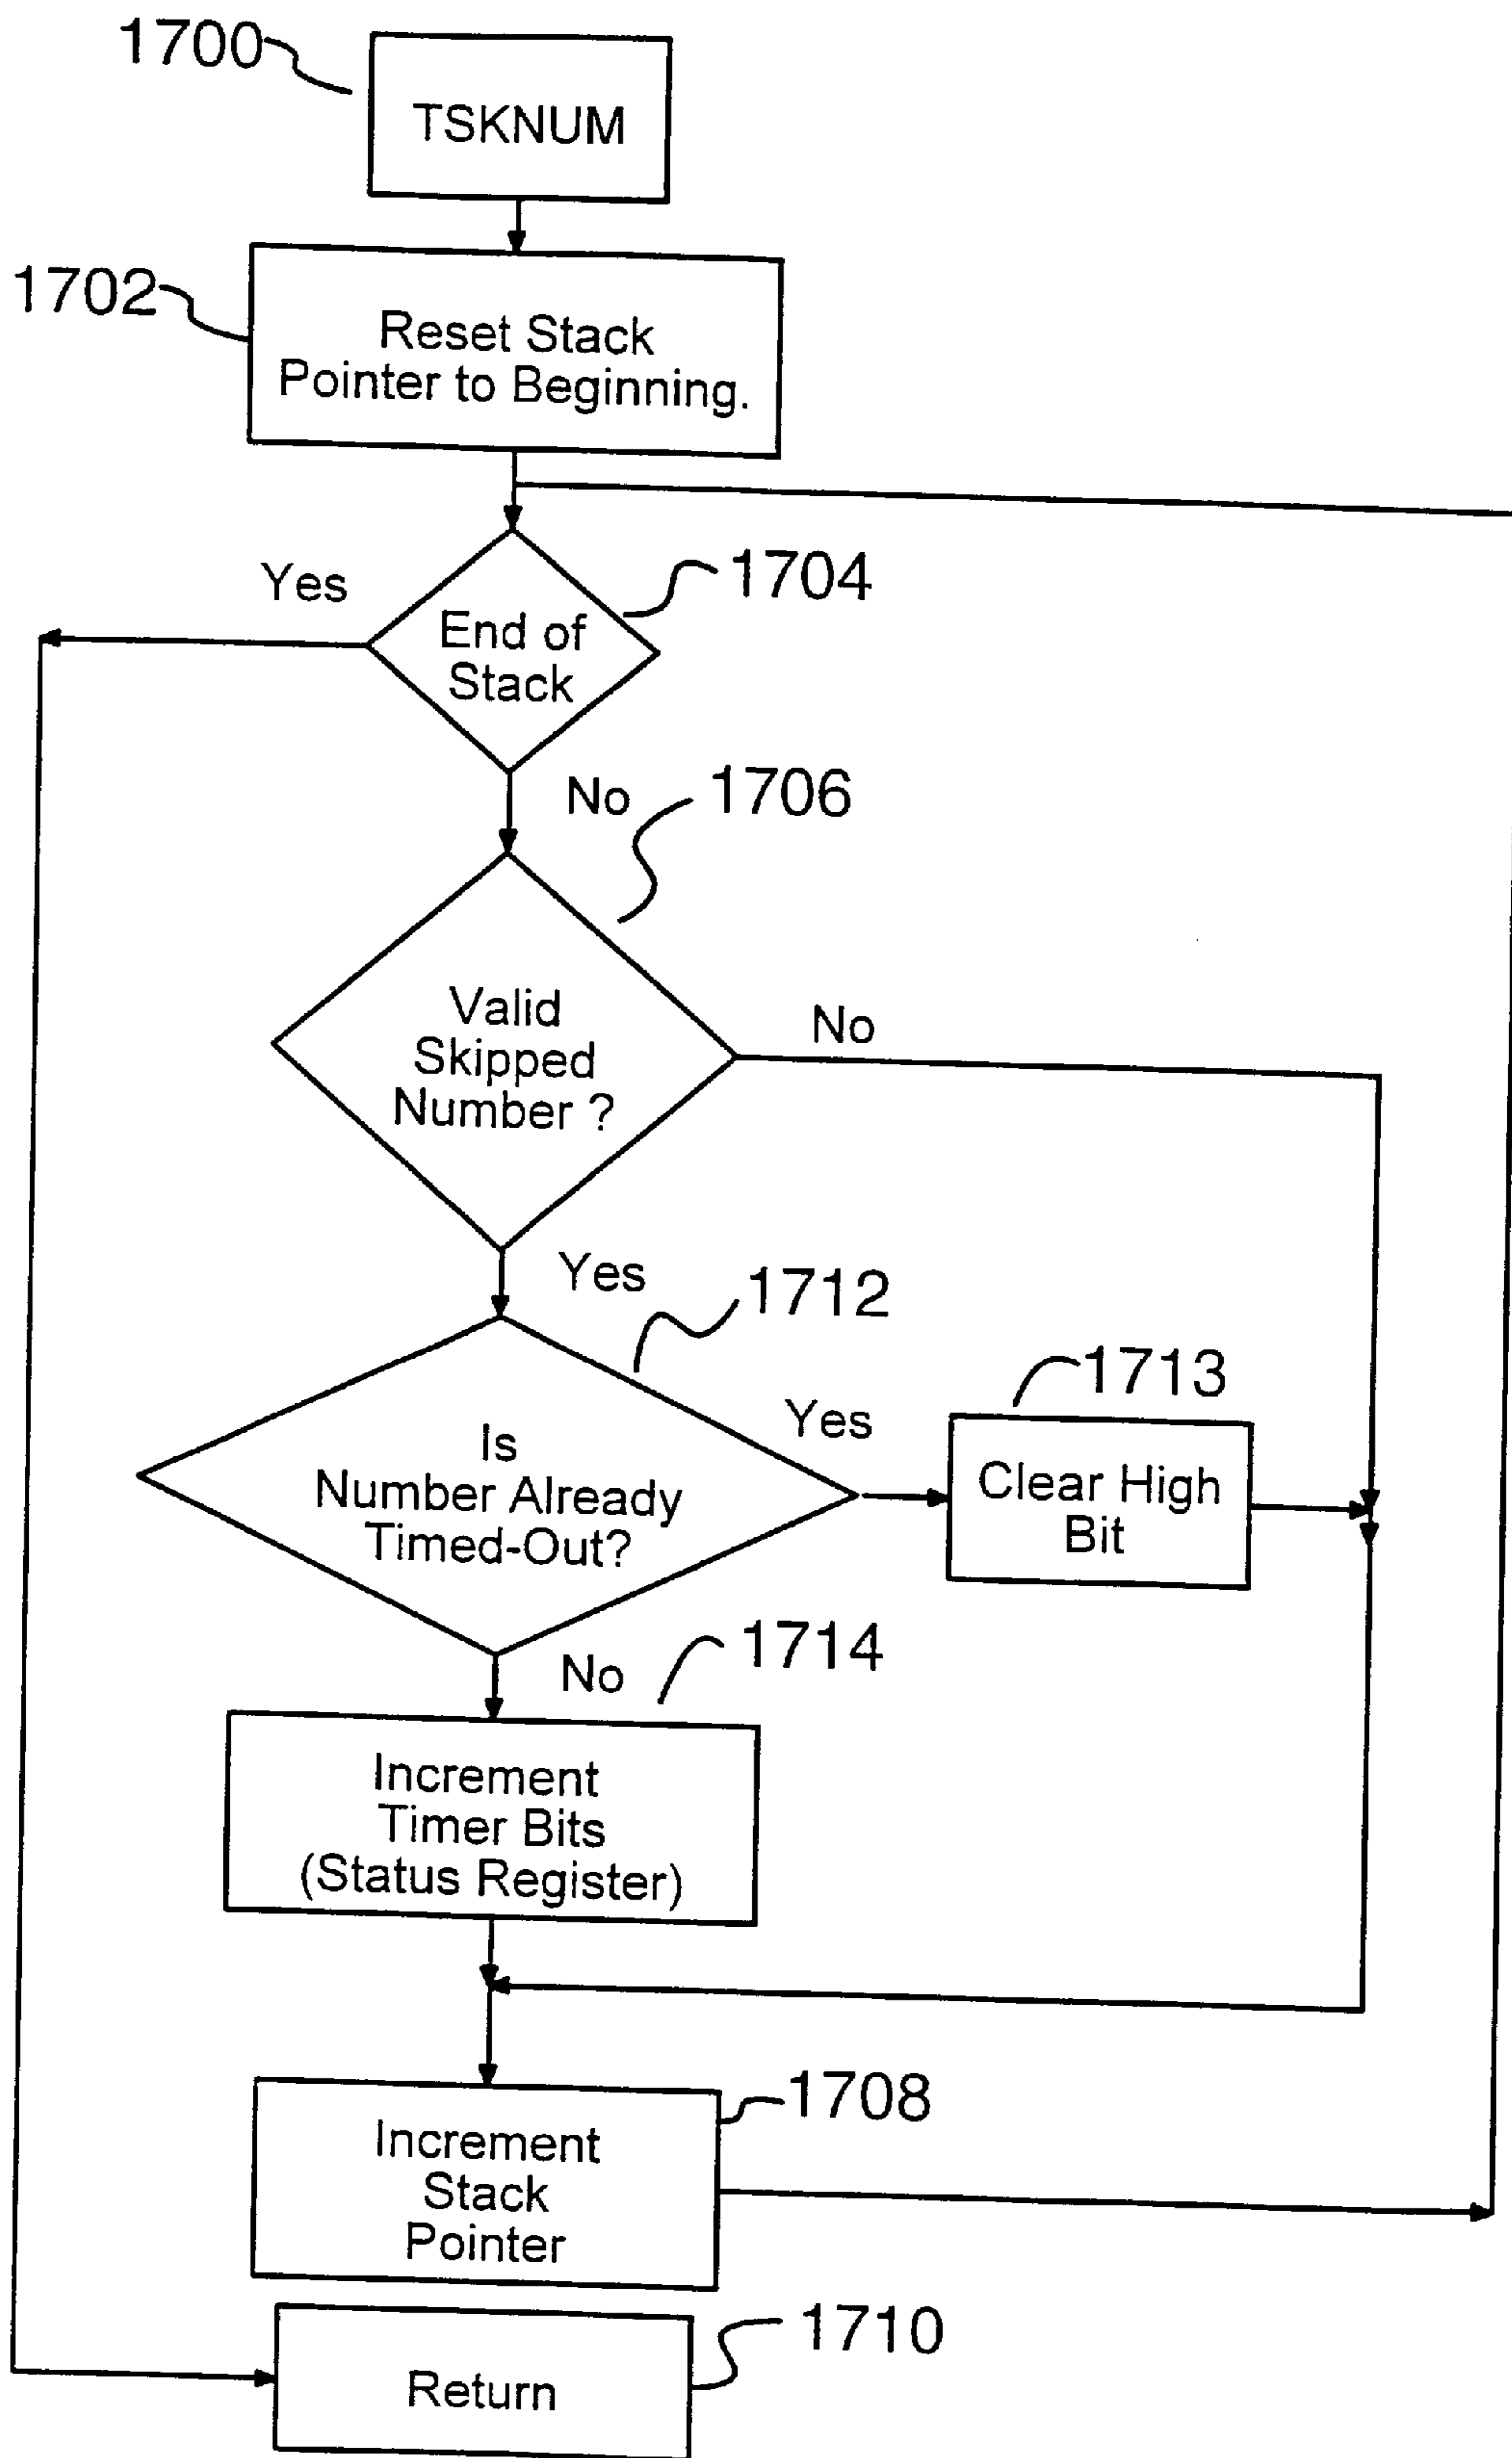 1700
TSKNUM
1702
Reset Stack
Pointer to Beginning.
Yes
1704
End of
Stack
No
1706
Valid
Skipped
Number ?
No
Yes
1712
Is
Number Already
Timed-Out?
Yes
1713
Clear High
Bit
No
1714
Increment
Timer Bits
(Status Register)
1708
Increment
Stack
Pointer
1710
Return